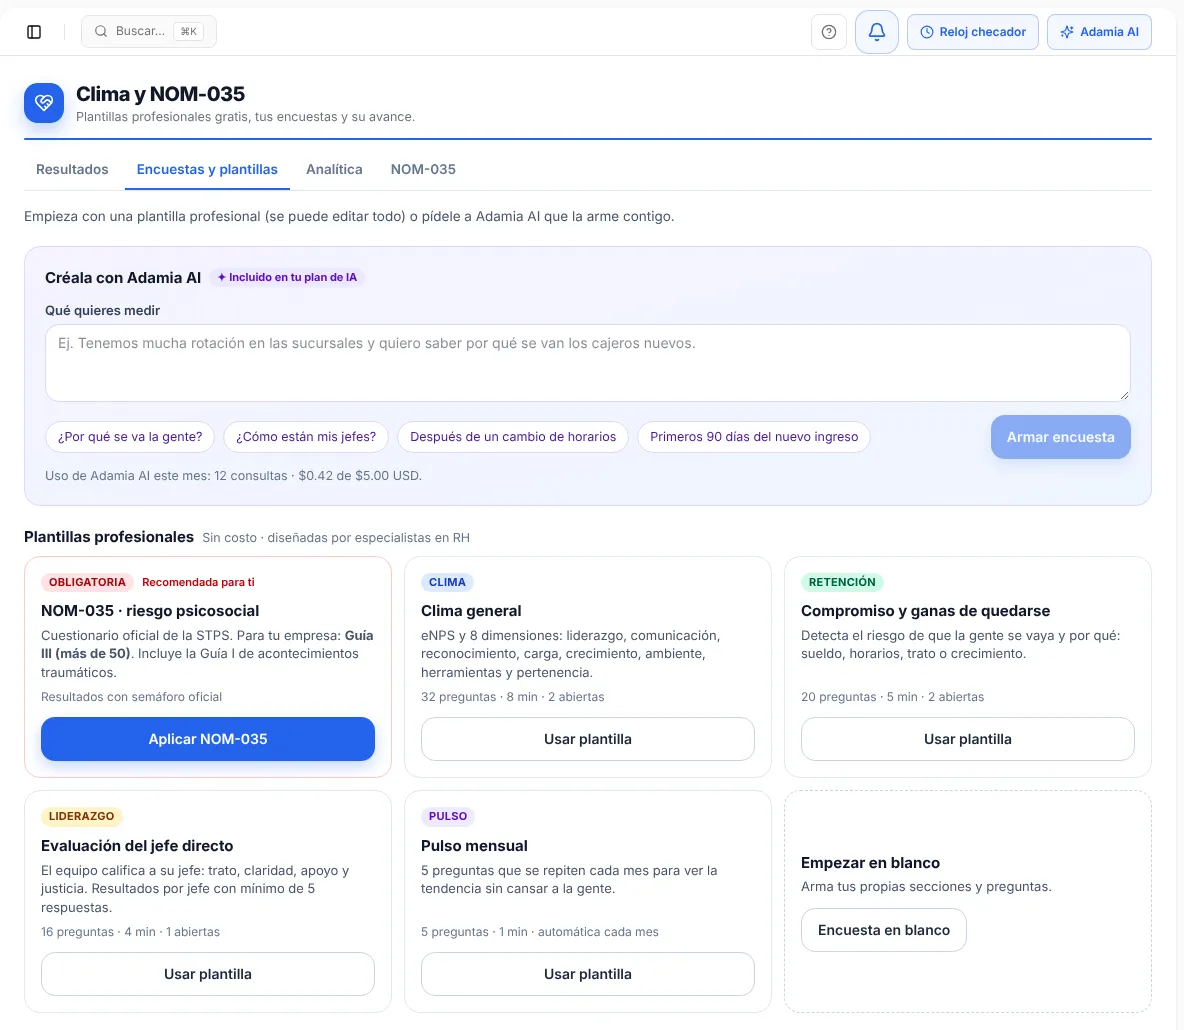 Buscar... ⌘K
Reloj checador
Adamia AI
Clima y NOM-035
Plantillas profesionales gratis, tus encuestas y su avance.
Resultados Encuestas y plantillas Analítica NOM-035
Empieza con una plantilla profesional (se puede editar todo) o pídele a Adamia AI que la arme contigo.
Créala con Adamia AI ✦ Incluido en tu plan de IA
Qué quieres medir
Ej. Tenemos mucha rotación en las sucursales y quiero saber por qué se van los cajeros nuevos.
¿Por qué se va la gente? ¿Cómo están mis jefes? Después de un cambio de horarios Primeros 90 días del nuevo ingreso
Armar encuesta
Uso de Adamia AI este mes: 12 consultas · $0.42 de $5.00 USD.
Plantillas profesionales Sin costo · diseñadas por especialistas en RH
OBLIGATORIA Recomendada para ti
NOM-035 · riesgo psicosocial
Cuestionario oficial de la STPS. Para tu empresa: Guía
III (más de 50). Incluye la Guía I de acontecimientos
traumáticos.
Resultados con semáforo oficial
Aplicar NOM-035
CLIMA
Clima general
eNPS y 8 dimensiones: liderazgo, comunicación,
reconocimiento, carga, crecimiento, ambiente,
herramientas y pertenencia.
32 preguntas · 8 min · 2 abiertas
Usar plantilla
RETENCIÓN
Compromiso y ganas de quedarse
Detecta el riesgo de que la gente se vaya y por qué:
sueldo, horarios, trato o crecimiento.
20 preguntas · 5 min · 2 abiertas
Usar plantilla
LIDERAZGO
Evaluación del jefe directo
El equipo califica a su jefe: trato, claridad, apoyo y
justicia. Resultados por jefe con mínimo de 5
respuestas.
16 preguntas · 4 min · 1 abiertas
Usar plantilla
PULSO
Pulso mensual
5 preguntas que se repiten cada mes para ver la
tendencia sin cansar a la gente.
5 preguntas · 1 min · automática cada mes
Usar plantilla
Empezar en blanco
Arma tus propias secciones y preguntas.
Encuesta en blanco